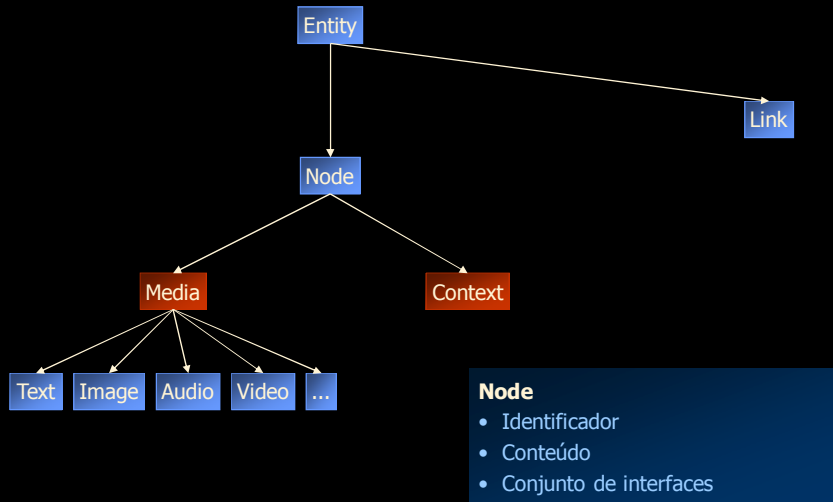 Entity
Link
Node
Media
Context
Text
Image
Audio
Video
...
Node
• Identificador
• Conteúdo
• Conjunto de interfaces